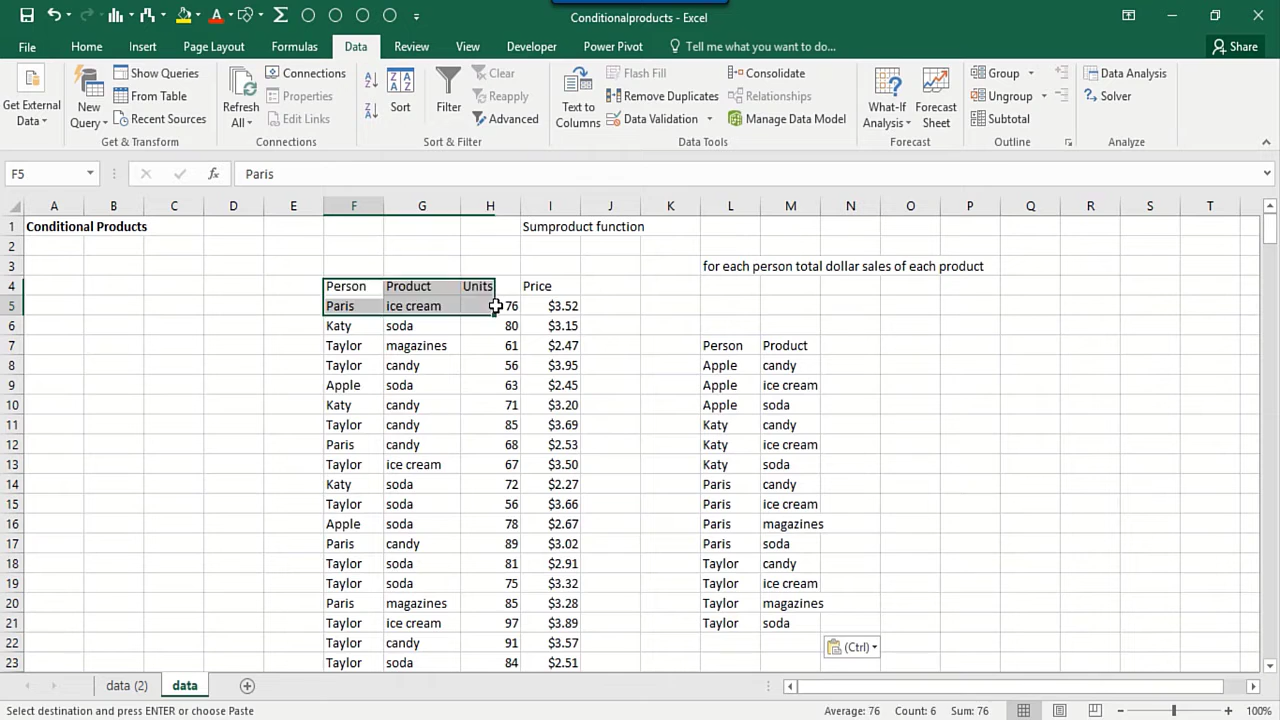 Conditionalproducts - Excel
File Home Insert Page Layout Formulas Data Review View Developer Power Pivot Tell me what you want to do... Share
Get External Data
New Query
Show Queries
From Table
Recent Sources
Get & Transform
Refresh All
Connections
Properties
Edit Links
Connections
Sort
Filter
Clear
Reapply
Advanced
Sort & Filter
Text to Columns
Flash Fill
Remove Duplicates
Data Validation
Consolidate
Relationships
Manage Data Model
Data Tools
What-If Analysis
Forecast Sheet
Forecast
Group
Ungroup
Subtotal
Outline
Data Analysis
Solver
Analyze
F5 fx Paris
A B C D E F G H I J K L M N O P Q R S T
1 Conditional Products Sumproduct function
2
3 for each person total dollar sales of each product
4 Person Product Units Price
5 Paris ice cream 76 $3.52
6 Katy soda 80 $3.15
7 Taylor magazines 61 $2.47 Person Product
8 Taylor candy 56 $3.95 Apple candy
9 Apple soda 63 $2.45 Apple ice cream
10 Katy candy 71 $3.20 Apple soda
11 Taylor candy 85 $3.69 Katy candy
12 Paris candy 68 $2.53 Katy ice cream
13 Taylor ice cream 67 $3.50 Katy soda
14 Katy soda 72 $2.27 Paris candy
15 Taylor soda 56 $3.66 Paris ice cream
16 Apple soda 78 $2.67 Paris magazines
17 Paris candy 89 $3.02 Paris soda
18 Taylor soda 81 $2.91 Taylor candy
19 Taylor soda 75 $3.32 Taylor ice cream
20 Paris magazines 85 $3.28 Taylor magazines
21 Taylor ice cream 97 $3.89 Taylor soda
22 Taylor candy 91 $3.57 (Ctrl)
23 Taylor soda 84 $2.51
data (2) data
Select destination and press ENTER or choose Paste Average: 76 Count: 6 Sum: 76 100%